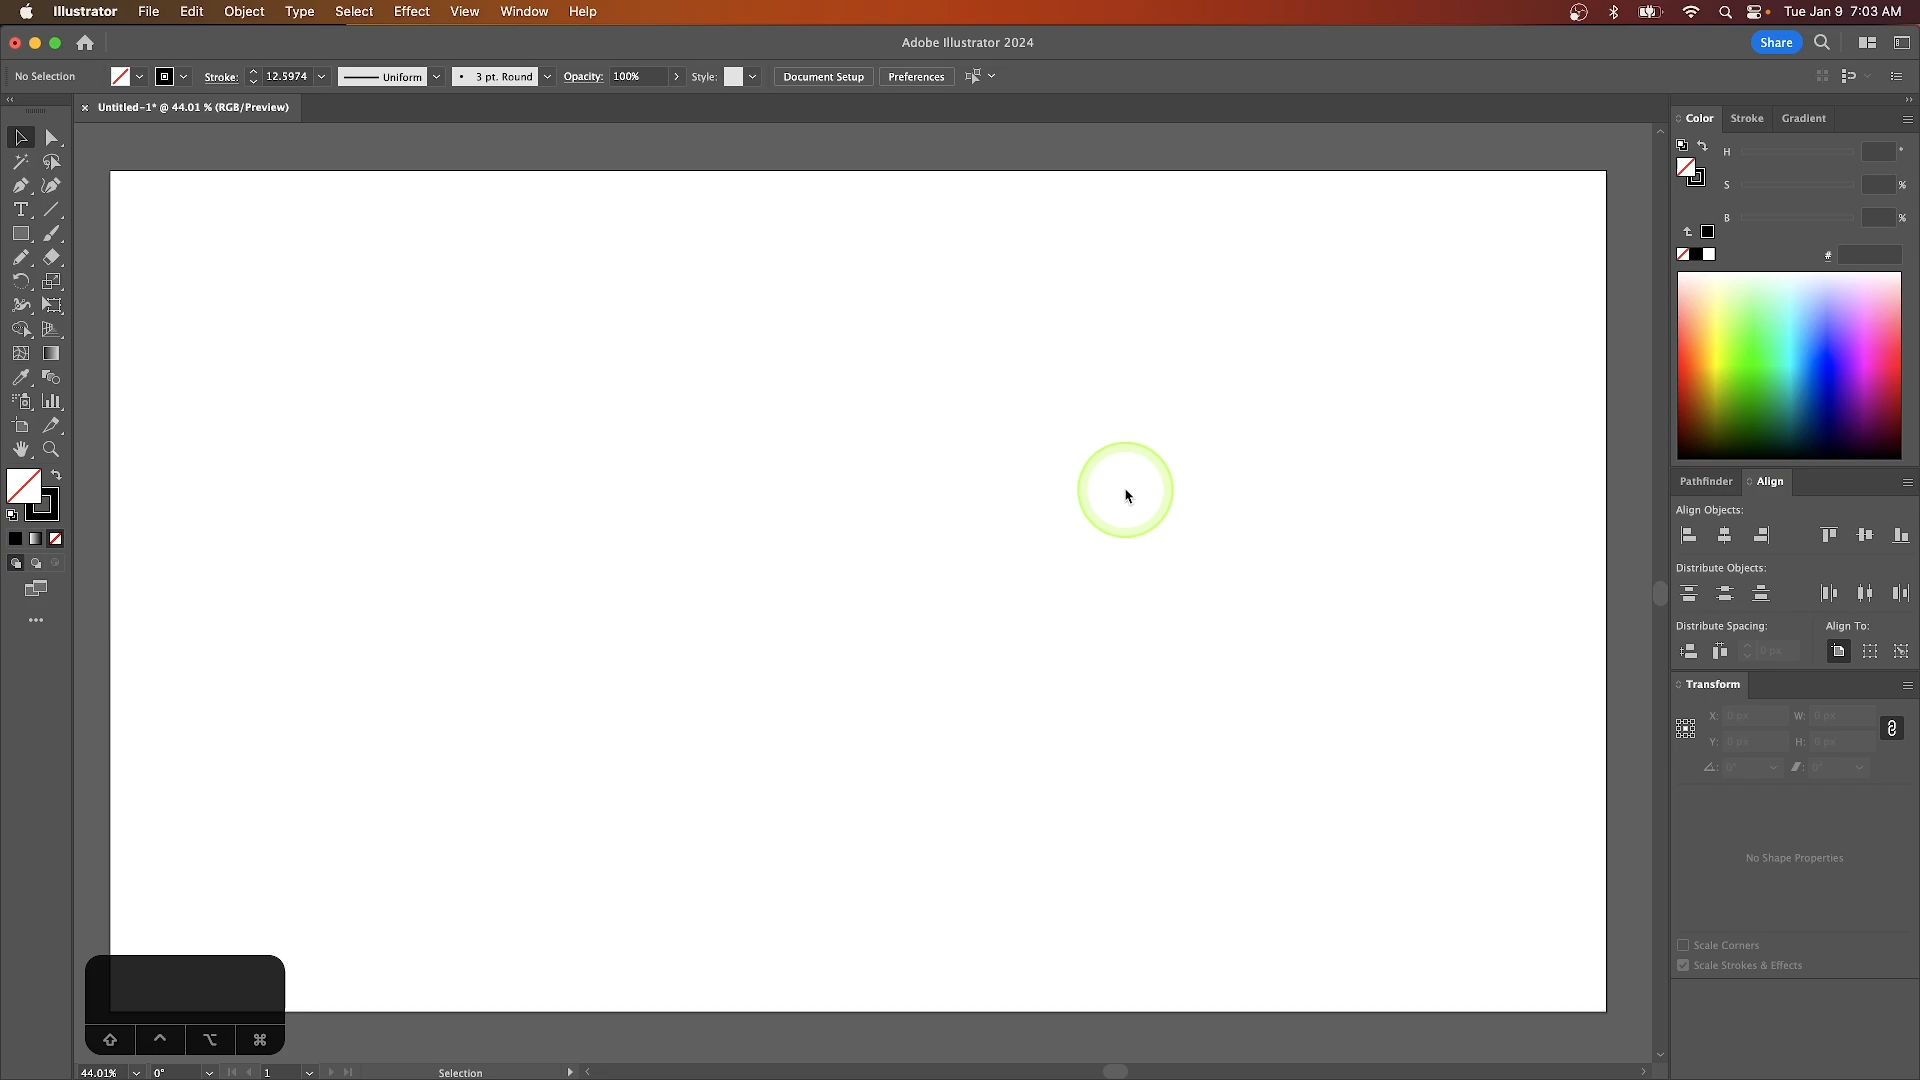 Illustrator File Edit Object Type Select Effect View Window Help Tue Jan 9 7:03 AM
Adobe Illustrator 2024 Share
No Selection Stroke: 12.5974 Uniform 3 pt. Round Opacity: 100% Style: Document Setup Preferences
Untitled-1* @ 44.01 % (RGB/Preview)
Color Stroke Gradient
H °
S %
B %
#
Pathfinder Align
Align Objects:
Distribute Objects:
Distribute Spacing: Align To:
0 px
Transform
X: 0 px W: 0 px
Y: 0 px H: 0 px
0° 0°
No Shape Properties
Scale Corners
Scale Strokes & Effects
44.01% 0° 1 Selection